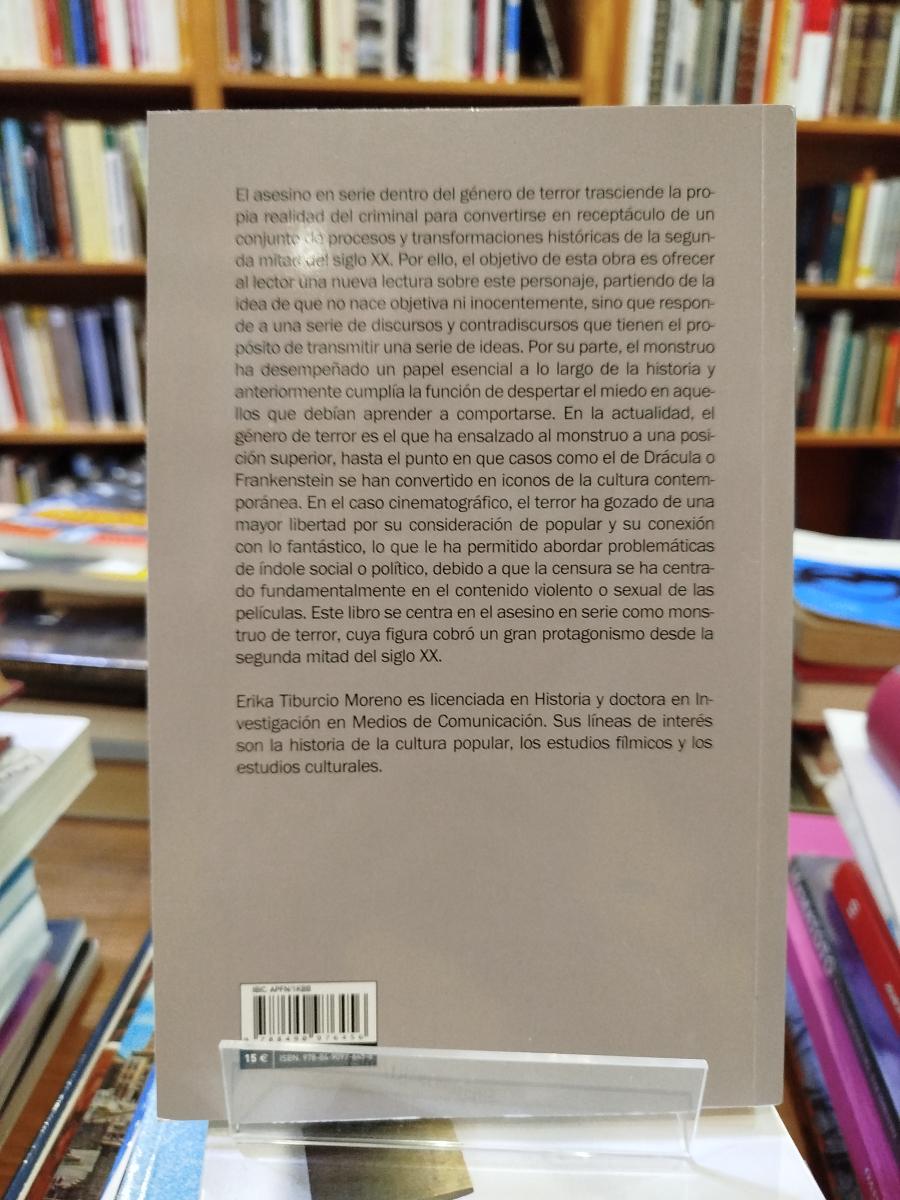 El asesino en serie dentro del género de terror trasciende la pro-
pia realidad del criminal para convertirse en receptáculo de un
conjunto de procesos y transformaciones históricas de la segun-
da mitad del siglo XX. Por ello, el objetivo de esta obra es ofrecer
al lector una nueva lectura sobre este personaje, partiendo de la
idea de que no nace objetiva ni inocentemente, sino que respon-
de a una serie de discursos y contradiscursos que tienen el pro-
pósito de transmitir una serie de ideas. Por su parte, el monstruo
ha desempeñado un papel esencial a lo largo de la historia y
anteriormente cumplía la función de despertar el miedo en aque-
llos que debían aprender a comportarse. En la actualidad, el
género de terror es el que ha ensalzado al monstruo a una posi-
ción superior, hasta el punto en que casos como el de Drácula o
Frankenstein se han convertido en iconos de la cultura contem-
poránea. En el caso cinematográfico, el terror ha gozado de una
mayor libertad por su consideración de popular y su conexión
con lo fantástico, lo que le ha permitido abordar problemáticas
de índole social o político, debido a que la censura se ha centra-
do fundamentalmente en el contenido violento o sexual de las
películas. Este libro se centra en el asesino en serie como mons-
truo de terror, cuya figura cobró un gran protagonismo desde la
segunda mitad del siglo XX.
Erika Tiburcio Moreno es licenciada en Historia y doctora en In-
vestigación en Medios de Comunicación. Sus líneas de interés
son la historia de la cultura popular, los estudios fílmicos y los
estudios culturales.
IBIC: APFN/1KBB
9 788490 976456
15 € ISBN: 978-84-9097-645-6